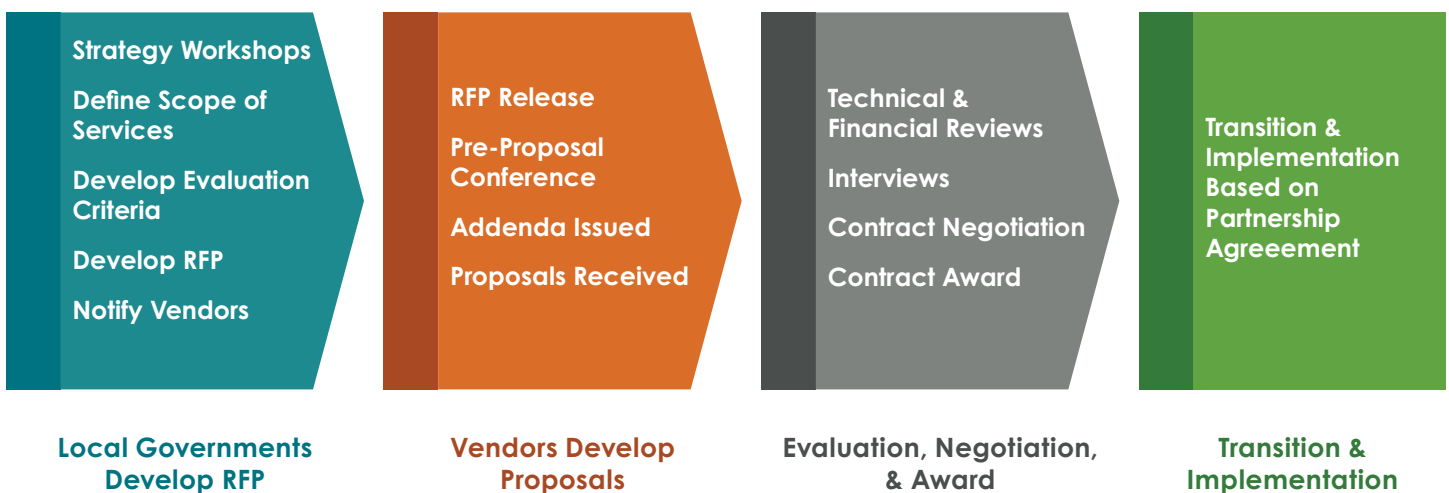 Strategy Workshops
Define Scope of
Services
Develop Evaluation
Criteria
Develop RFP
Notify Vendors
Local Governments
Develop RFP
RFP Release
Pre-Proposal
Conference
Addenda Issued
Proposals Received
Vendors Develop
Proposals
Technical &
Financial Reviews
Interviews
Contract Negotiation
Contract Award
Evaluation, Negotiation,
& Award
Transition &
Implementation
Based on
Partnership
Agreeement
Transition &
Implementation